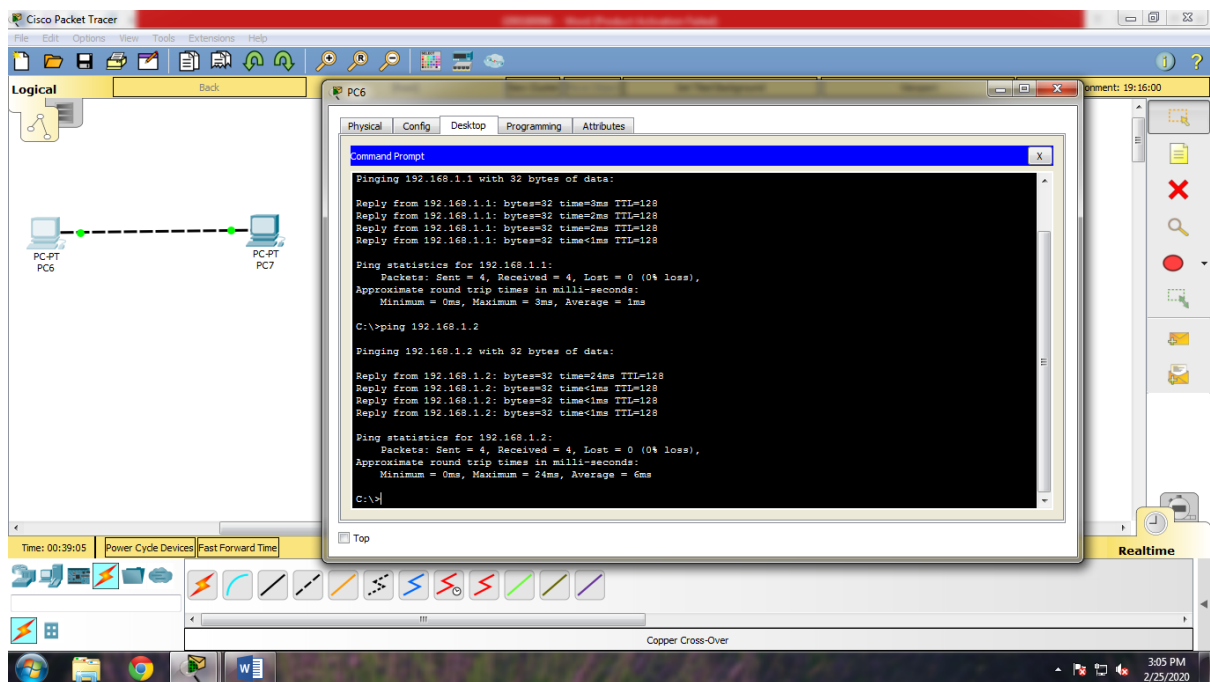 Cisco Packet Tracer
File Edit Options View Tools Extensions Help
Logical
Back
onment: 19:16:00
PC6
Physical Config Desktop Programming Attributes
Command Prompt
X
Pinging 192.168.1.1 with 32 bytes of data:
Reply from 192.168.1.1: bytes=32 time=3ms TTL=128
Reply from 192.168.1.1: bytes=32 time=2ms TTL=128
Reply from 192.168.1.1: bytes=32 time=2ms TTL=128
Reply from 192.168.1.1: bytes=32 time<1ms TTL=128
Ping statistics for 192.168.1.1:
Packets: Sent = 4, Received = 4, Lost = 0 (0% loss),
Approximate round trip times in milli-seconds:
Minimum = 0ms, Maximum = 3ms, Average = 1ms
C:\>ping 192.168.1.2
Pinging 192.168.1.2 with 32 bytes of data:
Reply from 192.168.1.2: bytes=32 time=24ms TTL=128
Reply from 192.168.1.2: bytes=32 time<1ms TTL=128
Reply from 192.168.1.2: bytes=32 time<1ms TTL=128
Reply from 192.168.1.2: bytes=32 time<1ms TTL=128
Ping statistics for 192.168.1.2:
Packets: Sent = 4, Received = 4, Lost = 0 (0% loss),
Approximate round trip times in milli-seconds:
Minimum = 0ms, Maximum = 24ms, Average = 6ms
C:\>
Top
PC-PT
PC6
PC-PT
PC7
Time: 00:39:05 Power Cycle Devices Fast Forward Time
Realtime
Copper Cross-Over
3:05 PM
2/25/2020